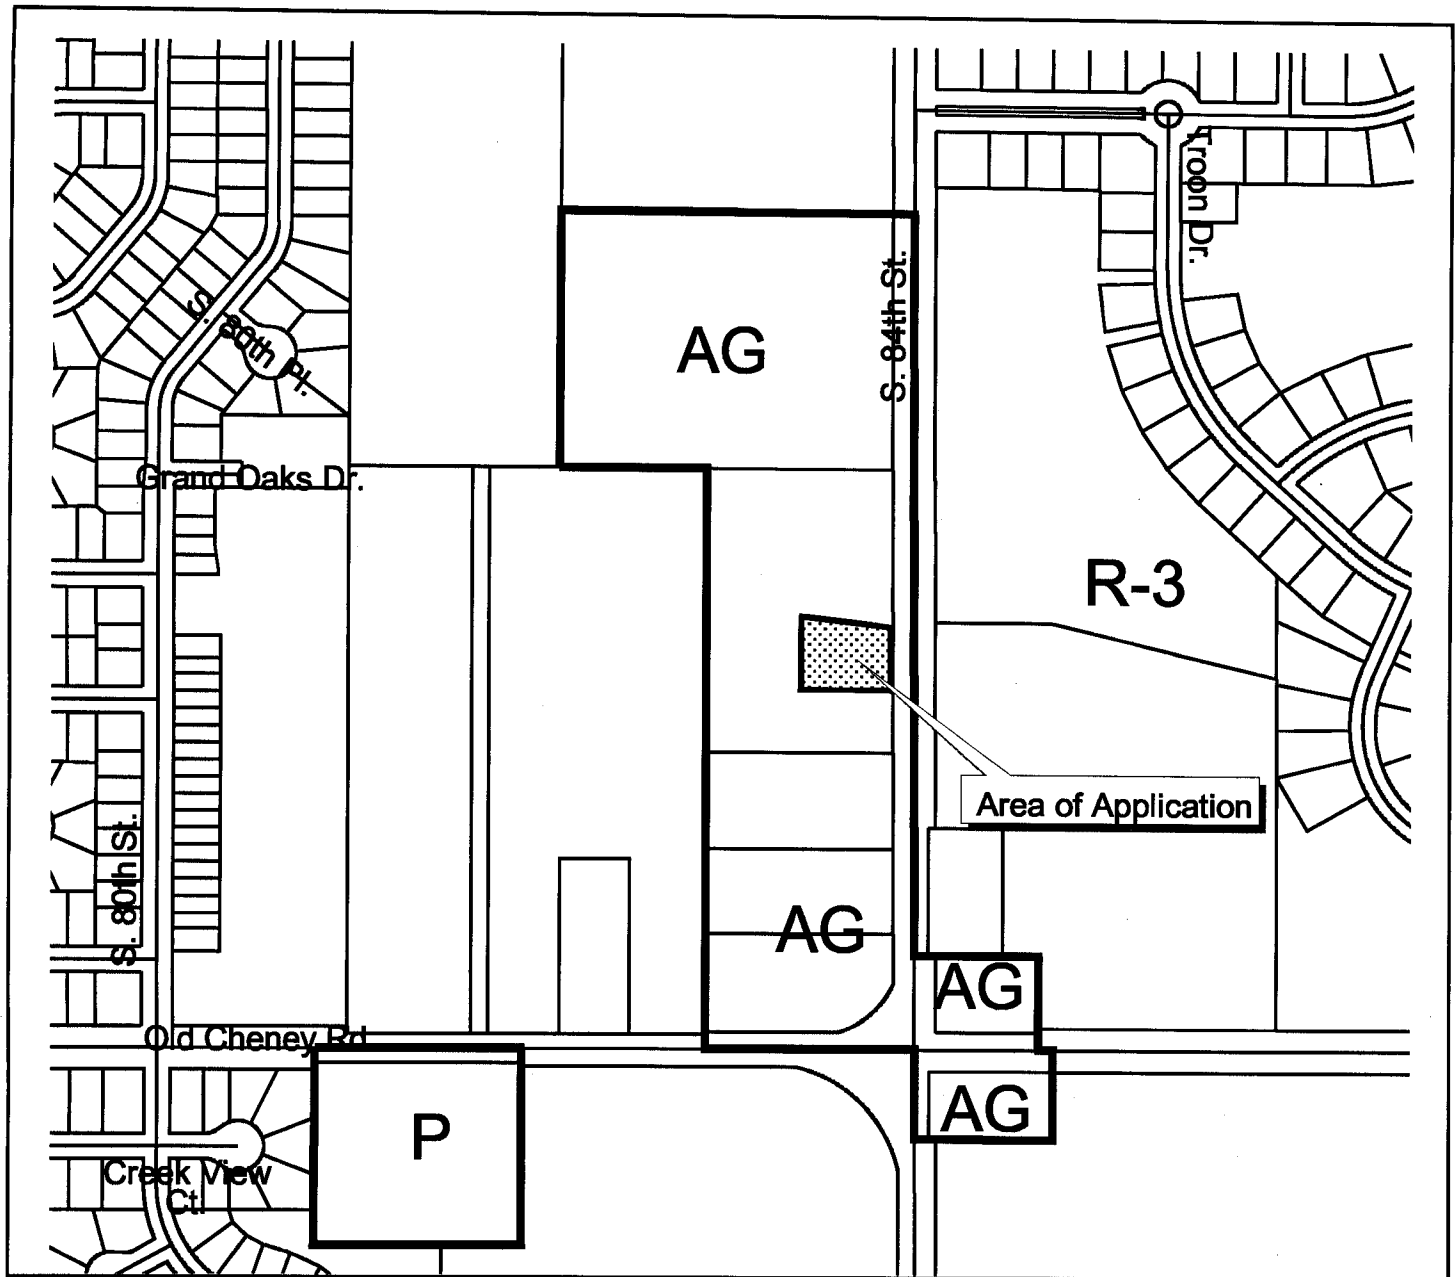 Troon Dr.
S. 84th St.
S. 80th Pl.
AG
Grand Oaks Dr.
R-3
Area of Application
S. 80th St.
AG
AG
Old Cheney Rd
AG
P
Creek View
Ct.